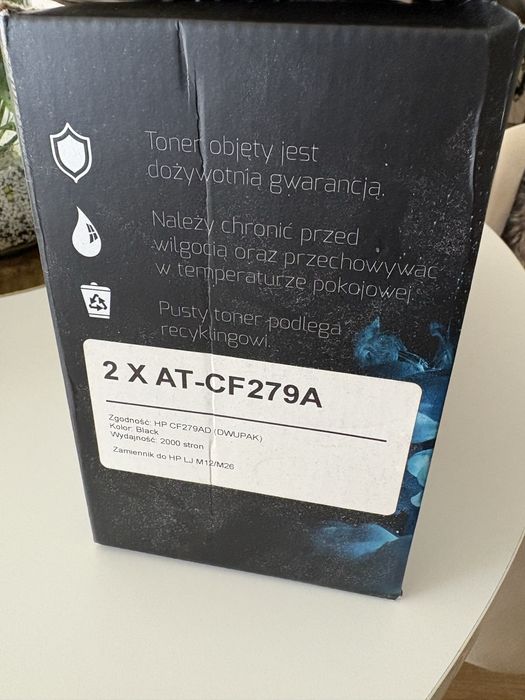 Toner objęty jest
dożywotnią gwarancją.
Należy chronić przed
wilgocią oraz przechowywać
w temperaturze pokojowej.
Pusty toner podlega
recyklingowi.
2 X AT-CF279A
Zgodność: HP CF279AD (DWUPAK)
Kolor: Black
Wydajność: 2000 stron
Zamiennik do HP LJ M12/M26